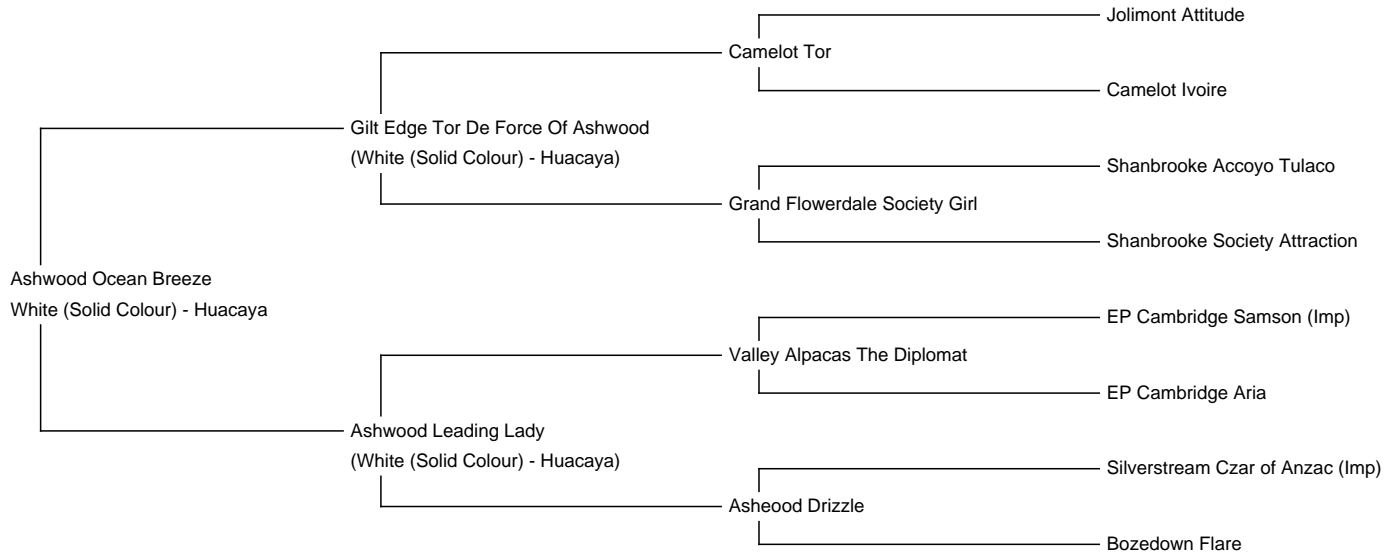 Jolimont Attitude
Camelot Tor
Camelot Ivoire
Gilt Edge Tor De Force Of Ashwood
(White (Solid Colour) - Huacaya)
Shanbrooke Accoyo Tulaco
Grand Flowerdale Society Girl
Shanbrooke Society Attraction
Ashwood Ocean Breeze
White (Solid Colour) - Huacaya
EP Cambridge Samson (Imp)
Valley Alpacas The Diplomat
EP Cambridge Aria
Ashwood Leading Lady
(White (Solid Colour) - Huacaya)
Silverstream Czar of Anzac (Imp)
Asheood Drizzle
Bozedown Flare